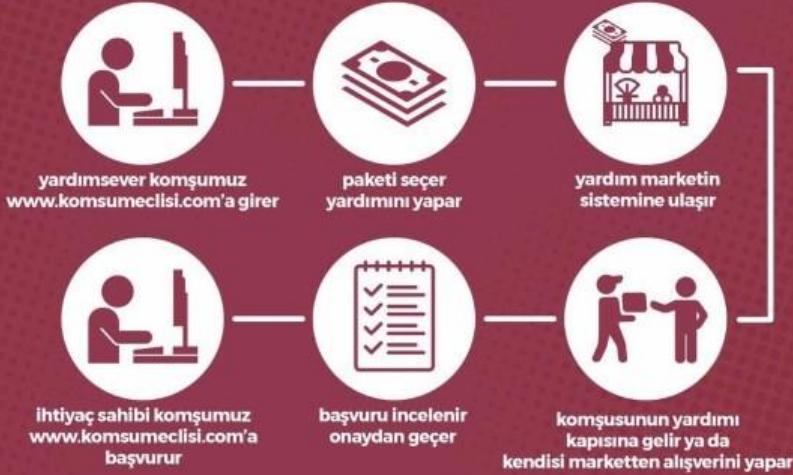 yardımsever komşumuz
www.komsumeclisi.com'a girer
paketi seçer
yardımını yapar
yardım marketin
sistemine ulaşır
ihtiyaç sahibi komşumuz
www.komsumeclisi.com'a
başvurur
başvuru incelenir
onaydan geçer
komşusunun yardımı
kapısına gelir ya da
kendisi marketten alışverini yapar